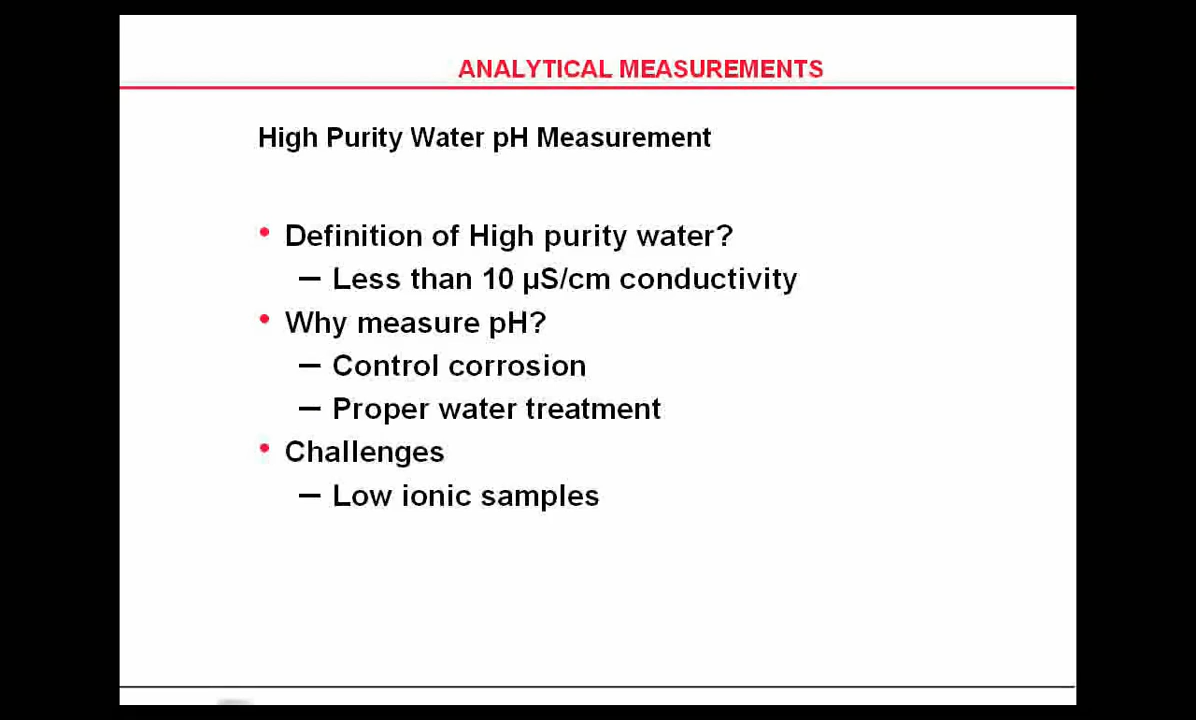 ANALYTICAL MEASUREMENTS
High Purity Water pH Measurement
• Definition of High purity water?
– Less than 10 µS/cm conductivity
• Why measure pH?
– Control corrosion
– Proper water treatment
• Challenges
– Low ionic samples